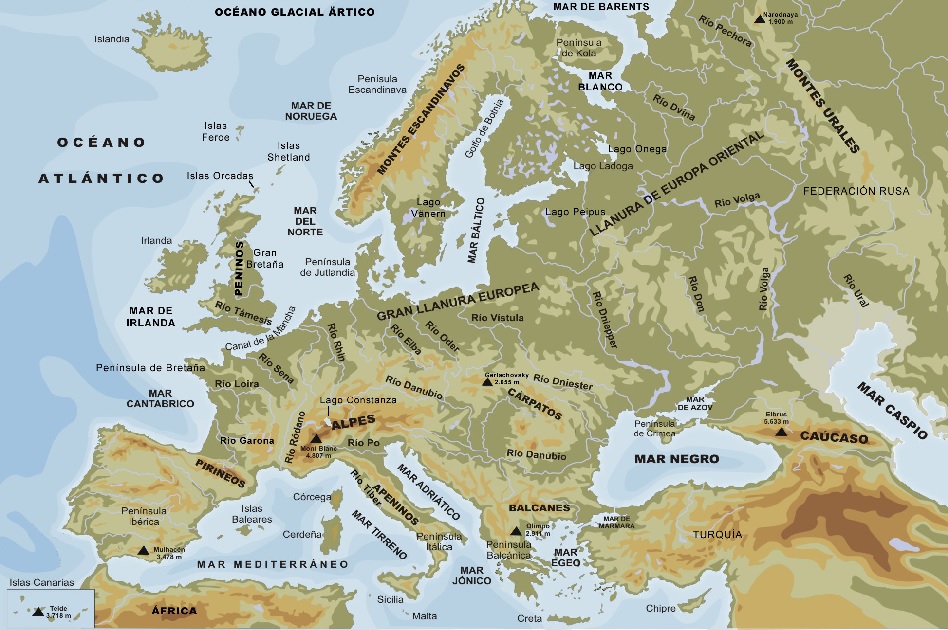 OCÉANO GLACIAL ÁRTICO
MAR DE BARENTS
Narodnaya
1,960 m
Islandia
Río Pechora
Península
de Kola
MONTES URALES
Penísula
Escandinava
MONTES ESCANDINAVOS
MAR
BLANCO
MAR DE
NORUEGA
Golfo de Botnia
Río Dvina
Islas
Feroe
OCÉANO
ATLÁNTICO
Islas
Shetland
Lago Onega
Lago Ladoga
Islas Orcadas
LLANURA DE EUROPA ORIENTAL
FEDERACIÓN RUSA
Lago
Vänern
Lago Peipus
Río Volga
MAR
DEL
NORTE
MAR BÁLTICO
Irlanda
PENINOS
Gran
Bretaña
Península
de Jutlandia
GRAN LLANURA EUROPEA
Río Dniapper
Río Don
Río Volga
Río Ural
MAR DE
IRLANDA
Río Támesis
Canal de la Mancha
Río Rhin
Río Elba
Río Oder
Río Vístula
Península de Bretaña
Río Sena
Río Loira
Gerlachovsky
2.655 m
Río Dniester
Río Danubio
CARPATOS
MAR
CANTABRICO
Lago Constanza
MAR
DE AZOV
MAR CASPIO
ALPES
Elbrus
5.633 m
CAÚCASO
Río Garona
Río Ródano
Mont Blanc
4.807 m
Río Po
Península
de Crimea
Río Danubio
MAR NEGRO
PIRINEOS
Río Tíber
APENINOS
MAR ADRIÁTICO
Córcega
Península
Ibérica
Islas
Baleares
Cerdeña
MAR TIRRENO
BALCANES
MAR DE
MARMARA
Olimpo
2.911 m
TURQUÍA
Península
Itálica
Península
Balcánica
Mulhacén
3,478 m
MAR MEDITERRÁNEO
MAR
JÓNICO
MAR
EGEO
Islas Canarias
Teide
3.718 m
ÁFRICA
Sicilia
Malta
Creta
Chipre